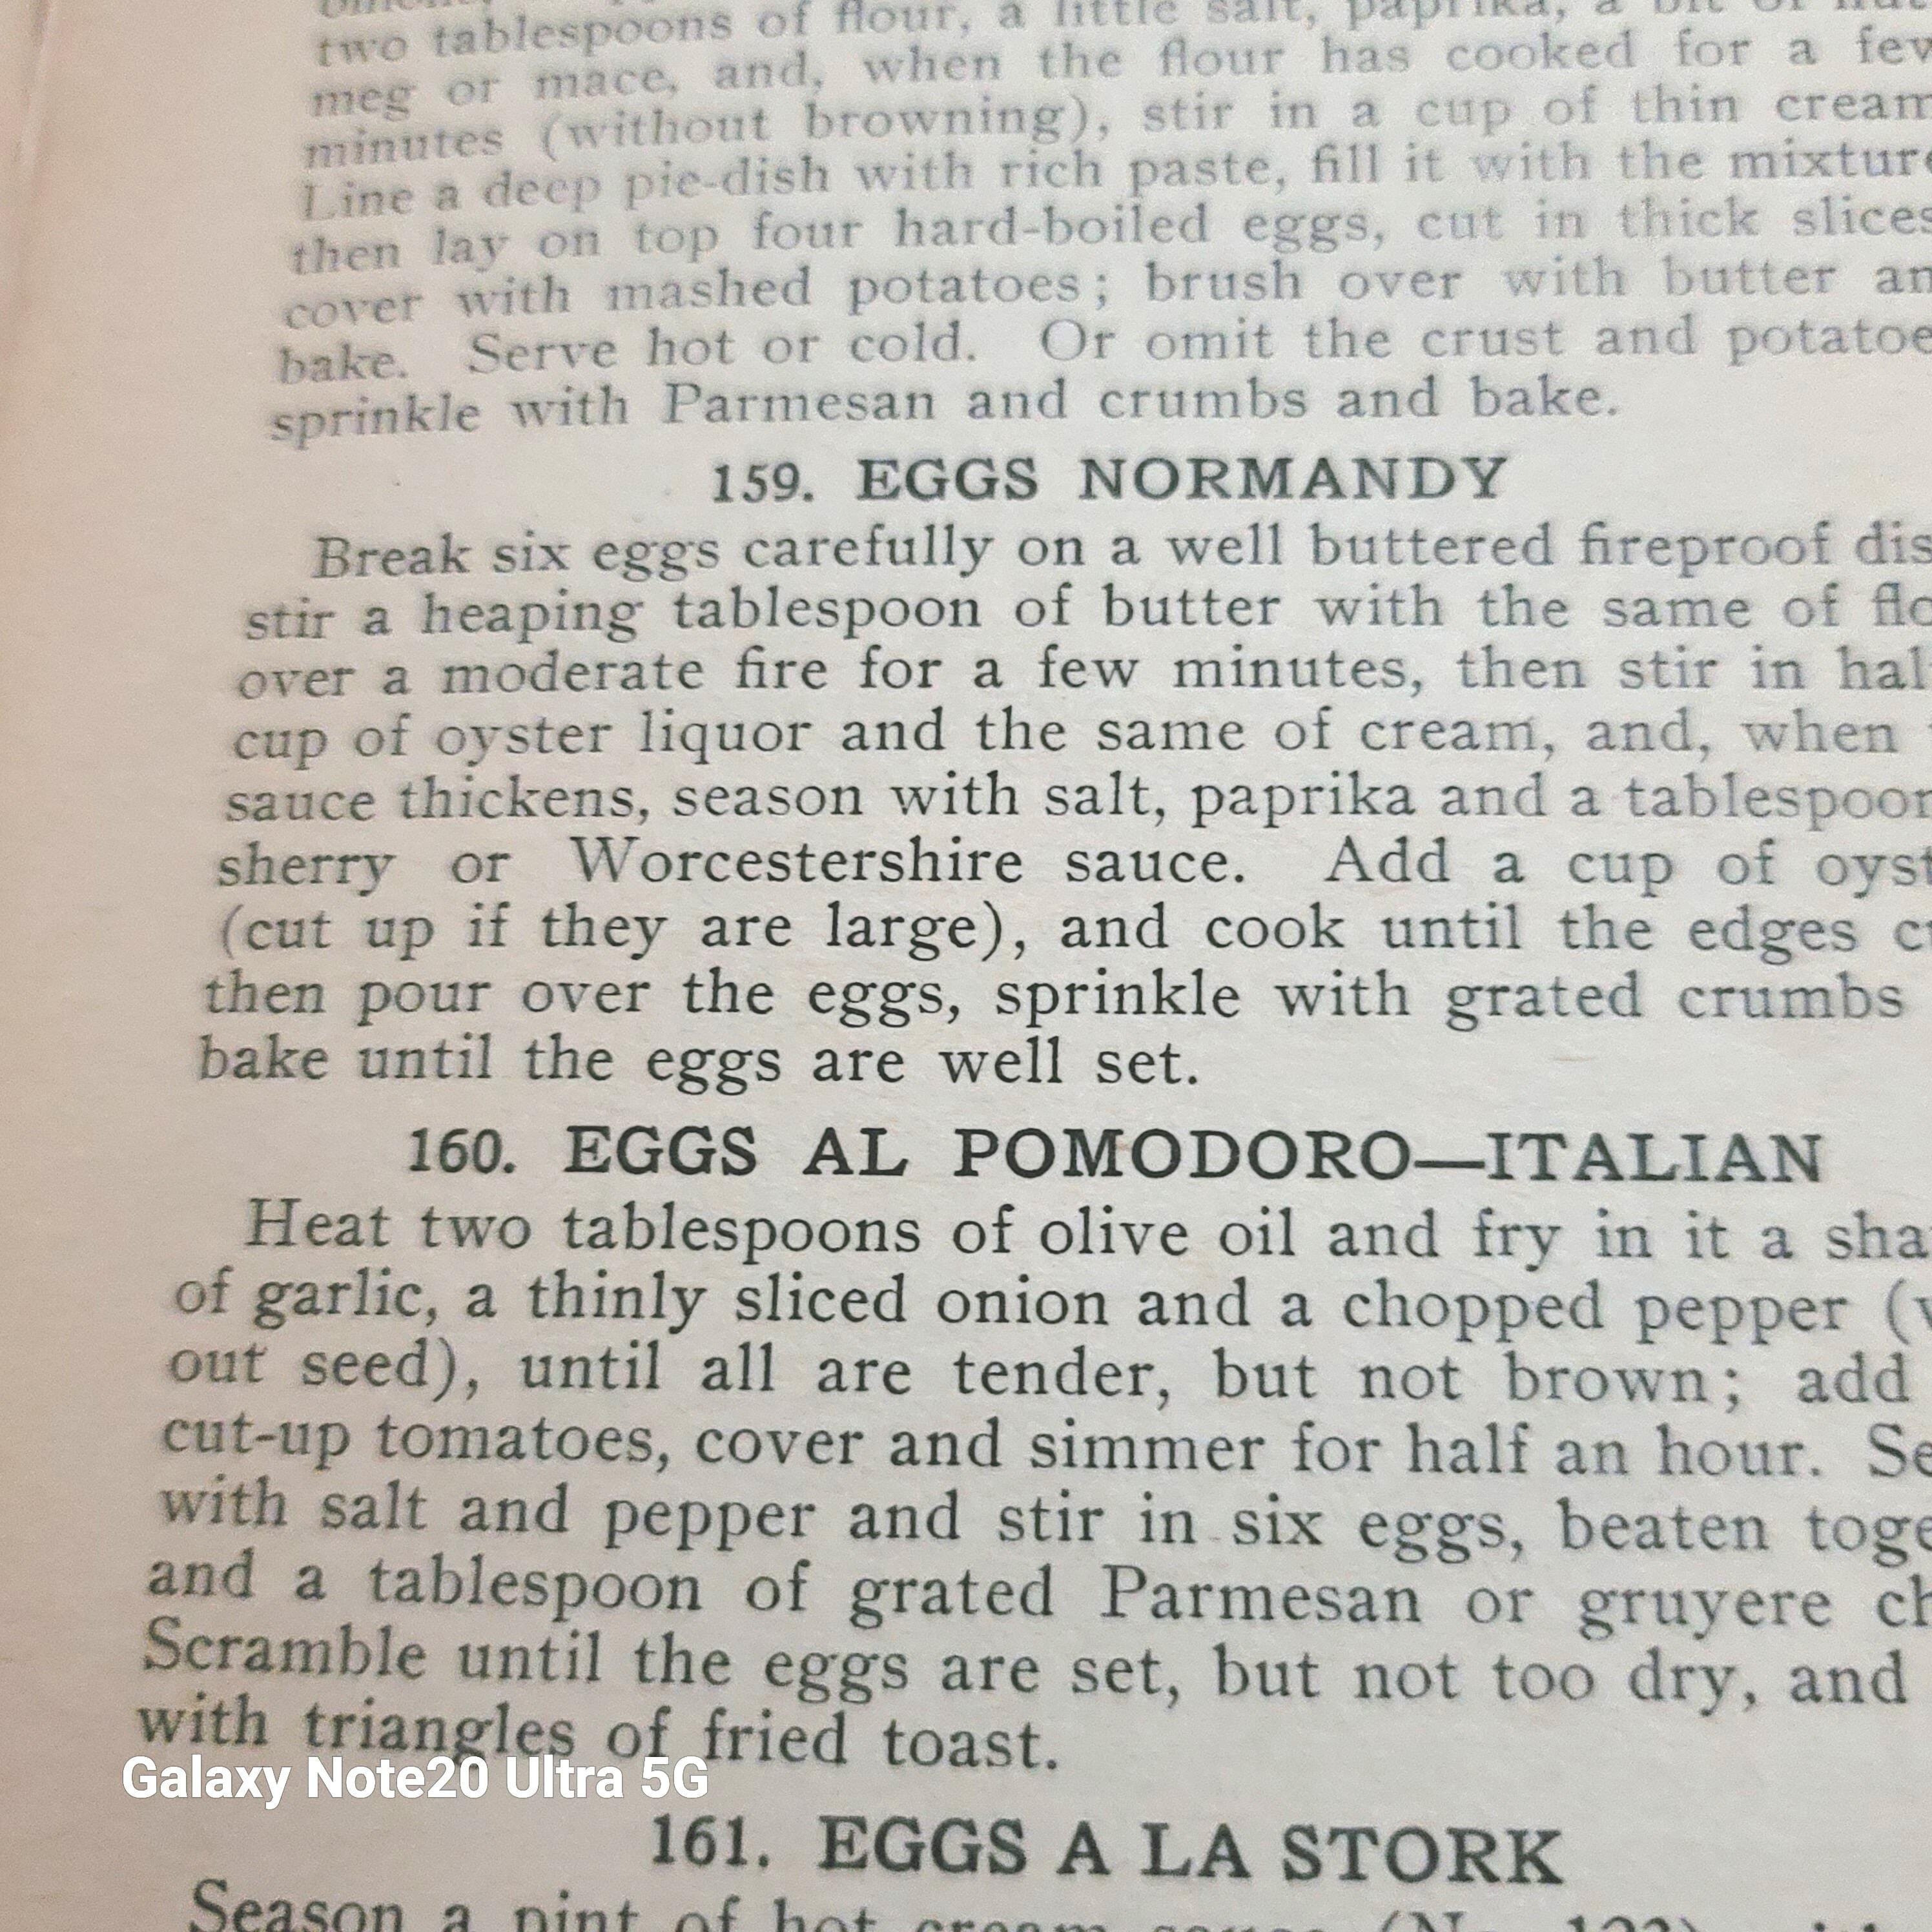 two tablespoons of flour, a little salt, paprika, a bit of
meg or mace, and, when the flour has cooked for a few
minutes (without browning), stir in a cup of thin cream
Line a deep pie-dish with rich paste, fill it with the mixture
then lay on top four hard-boiled eggs, cut in thick slices
cover with mashed potatoes; brush over with butter an
bake. Serve hot or cold. Or omit the crust and potatoe
sprinkle with Parmesan and crumbs and bake.
159. EGGS NORMANDY
Break six eggs carefully on a well buttered fireproof dis
stir a heaping tablespoon of butter with the same of flo
over a moderate fire for a few minutes, then stir in hal
cup of oyster liquor and the same of cream, and, when
sauce thickens, season with salt, paprika and a tablespoon
sherry or Worcestershire sauce. Add a cup of oyst
(cut up if they are large), and cook until the edges cu
then pour over the eggs, sprinkle with grated crumbs
bake until the eggs are well set.
160. EGGS AL POMODORO—ITALIAN
Heat two tablespoons of olive oil and fry in it a sha
of garlic, a thinly sliced onion and a chopped pepper (w
out seed), until all are tender, but not brown; add
cut-up tomatoes, cover and simmer for half an hour. Se
with salt and pepper and stir in six eggs, beaten toge
and a tablespoon of grated Parmesan or gruyere ch
Scramble until the eggs are set, but not too dry, and
with triangles of fried toast.
Galaxy Note20 Ultra 5G
161. EGGS A LA STORK
Season a pint of hot cream sauce (No. 122)